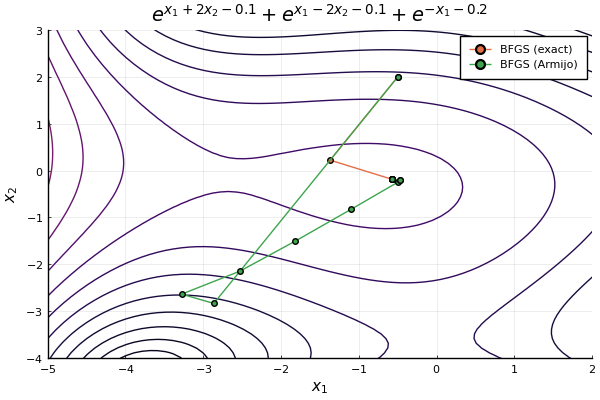 e^{x_1 + 2x_2 − 0.1} + e^{x_1 − 2x_2 − 0.1} + e^{−x_1 − 0.2}
BFGS (exact)
BFGS (Armijo)
3
2
1
0
−1
−2
−3
−4
x_2
−5 −4 −3 −2 −1 0 1 2
x_1